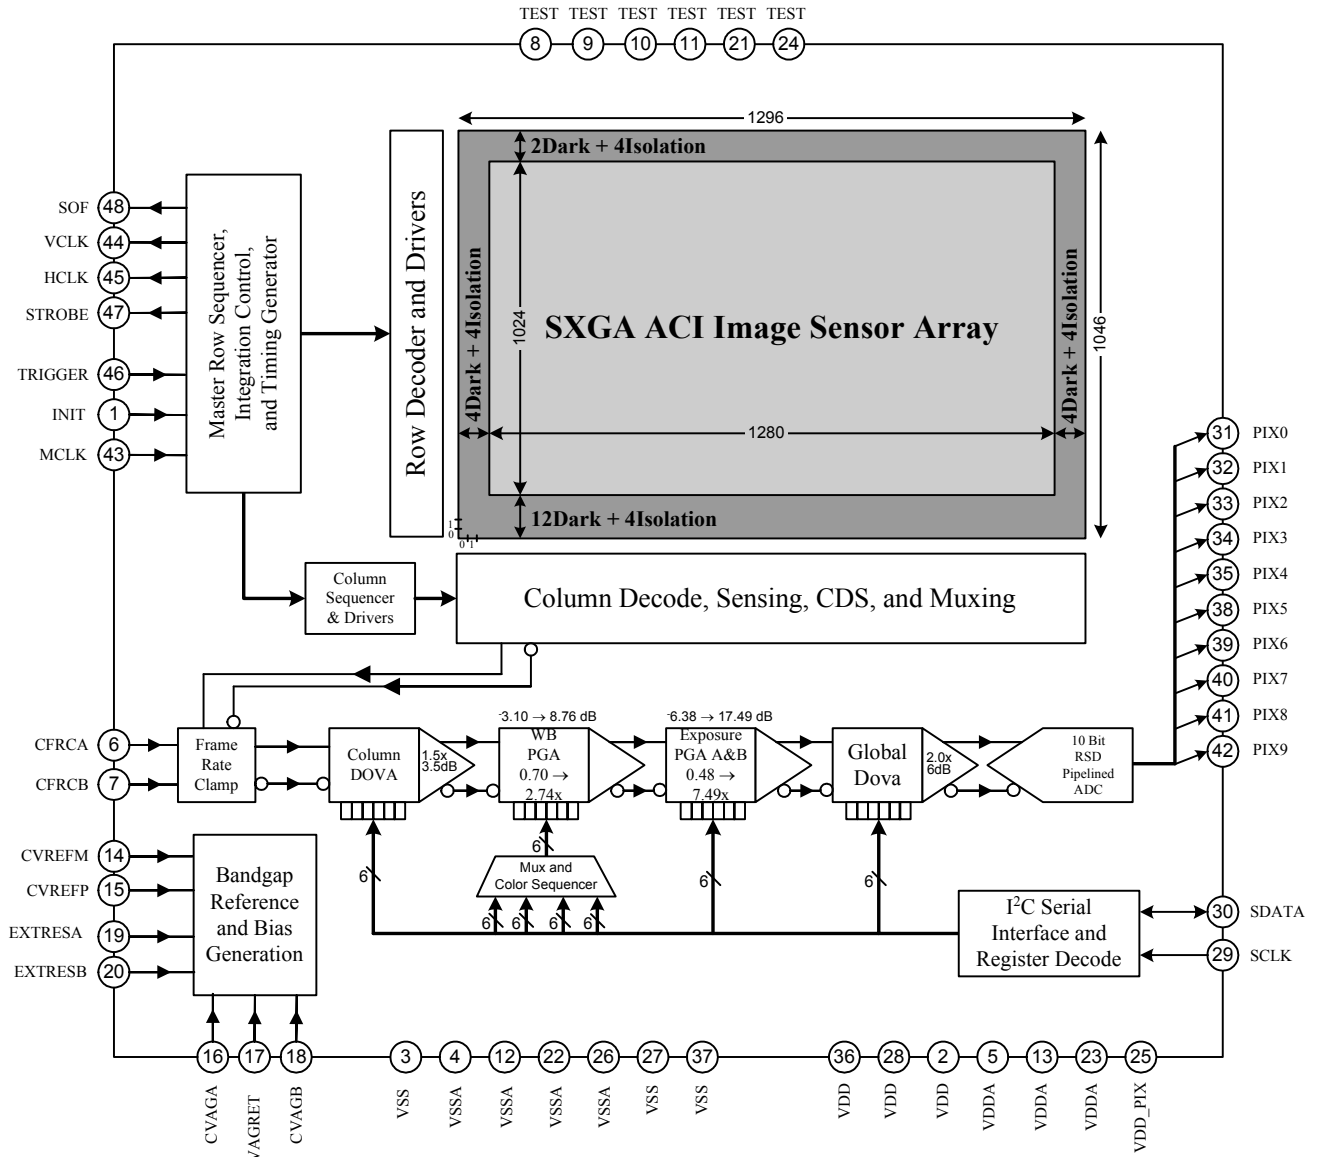 TEST TEST TEST TEST TEST TEST
8 9 10 11 21 24
1296
2Dark + 4Isolation
SOF 48
VCLK 44
HCLK 45
STROBE 47
TRIGGER 46
INIT 1
MCLK 43
Master Row Sequencer,
Integration Control,
and Timing Generator
Row Decoder and Drivers
4Dark + 4Isolation
1024
SXGA ACI Image Sensor Array
4Dark + 4Isolation
1046
1280
12Dark + 4Isolation
1
0
0 1
31 PIX0
32 PIX1
33 PIX2
34 PIX3
35 PIX4
38 PIX5
39 PIX6
40 PIX7
41 PIX8
42 PIX9
Column
Sequencer
& Drivers
Column Decode, Sensing, CDS, and Muxing
CFRCA 6
CFRCB 7
Frame
Rate
Clamp
Column
DOVA
1.5x
3.5dB
-3.10 → 8.76 dB
WB
PGA
0.70 →
2.74x
-6.38 → 17.49 dB
Exposure
PGA A&B
0.48 →
7.49x
Global
Dova
2.0x
6dB
10 Bit
RSD
Pipelined
ADC
CVREFM 14
CVREFP 15
EXTRESA 19
EXTRESB 20
Bandgap
Reference
and Bias
Generation
6
Mux and
Color Sequencer
6 6 6 6
6
6
6
I²C Serial
Interface and
Register Decode
30 SDATA
29 SCLK
16 17 18 3 4 12 22 26 27 37 36 28 2 5 13 23 25
CVAGA VAGRET CVAGB VSS VSSA VSSA VSSA VSSA VSS VSS VDD VDD VDD VDDA VDDA VDDA VDD_PIX